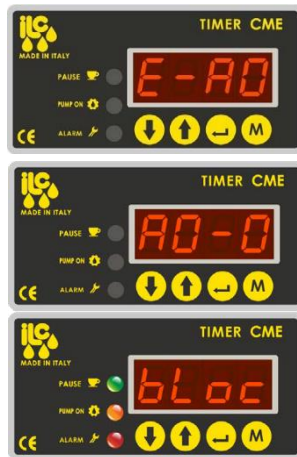 ilc
TIMER CME
MADE IN ITALY
E-A0
PAUSE
PUMP ON
ALARM
CE
M
ilc
TIMER CME
MADE IN ITALY
A0-0
PAUSE
PUMP ON
ALARM
CE
M
ilc
TIMER CME
MADE IN ITALY
bLoc
PAUSE
PUMP ON
ALARM
CE
M